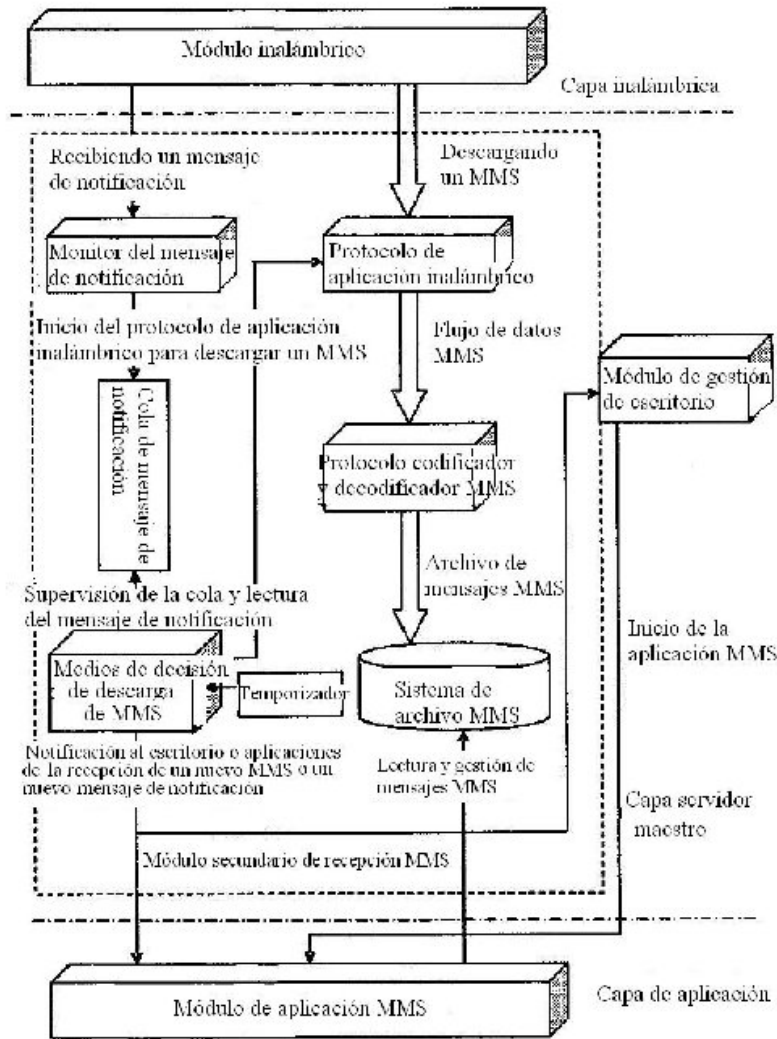 Módulo inalámbrico
Capa inalámbrica
Recibiendo un mensaje
de notificación
Descargando
un MMS
Monitor del mensaje
de notificación
Protocolo de
aplicación inalámbrico
Inicio del protocolo de aplicación
inalámbrico para descargar un MMS
Flujo de datos
MMS
Módulo de gestión
de escritorio
Cola de mensaje de
notificación
Protocolo codificador
y decodificador MMS
Archivo de
mensajes MMS
Supervisión de la cola y lectura
del mensaje de notificación
Inicio de la
aplicación MMS
Medios de decisión
de descarga
de MMS
Temporizador
Sistema de
archivo MMS
Notificación al escritorio o aplicaciones
de la recepción de un nuevo MMS o un
nuevo mensaje de notificación
Lectura y gestión de
mensajes MMS
Capa servidor
maestro
Módulo secundario de recepción MMS
Módulo de aplicación MMS
Capa de aplicación